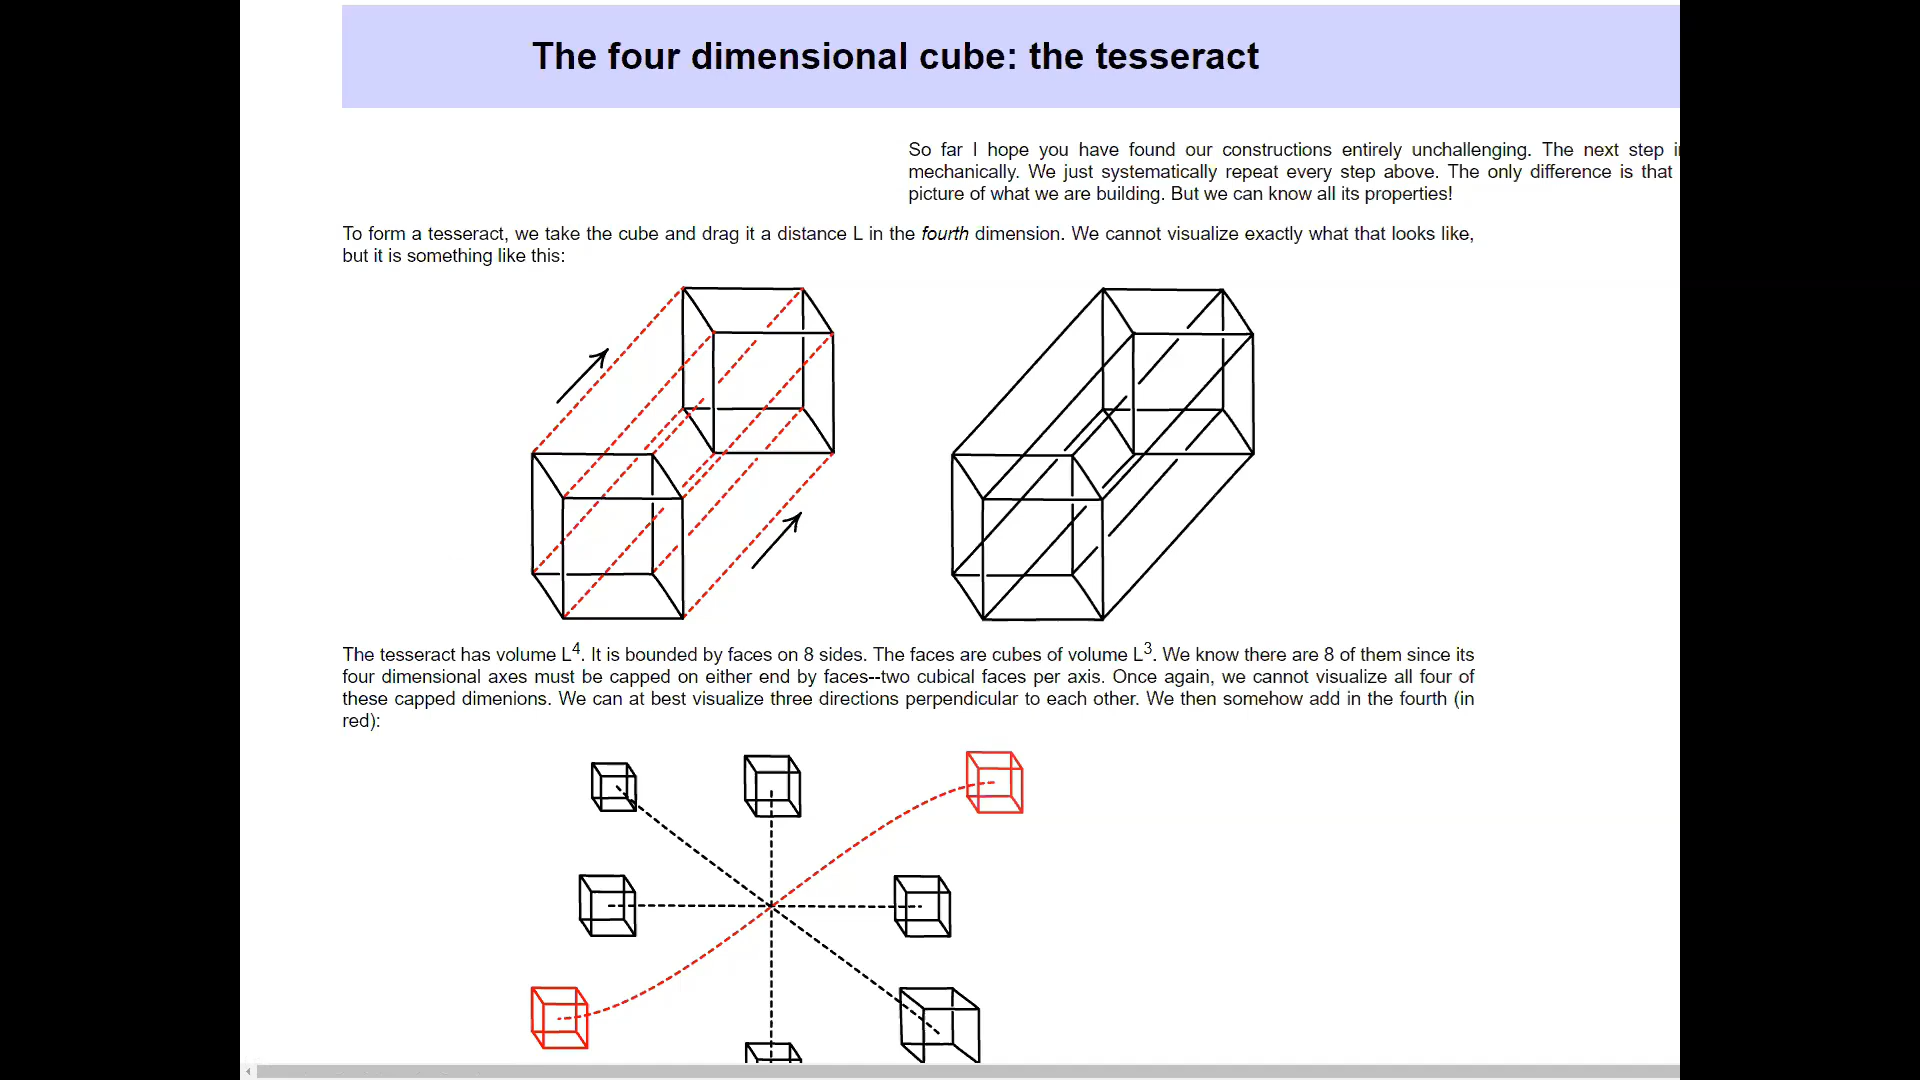 The four dimensional cube: the tesseract
So far I hope you have found our constructions entirely unchallenging. The next step
mechanically. We just systematically repeat every step above. The only difference is that
picture of what we are building. But we can know all its properties!
To form a tesseract, we take the cube and drag it a distance L in the fourth dimension. We cannot visualize exactly what that looks like,
but it is something like this:
The tesseract has volume L⁴. It is bounded by faces on 8 sides. The faces are cubes of volume L³. We know there are 8 of them since its
four dimensional axes must be capped on either end by faces--two cubical faces per axis. Once again, we cannot visualize all four of
these capped dimenions. We can at best visualize three directions perpendicular to each other. We then somehow add in the fourth (in
red):